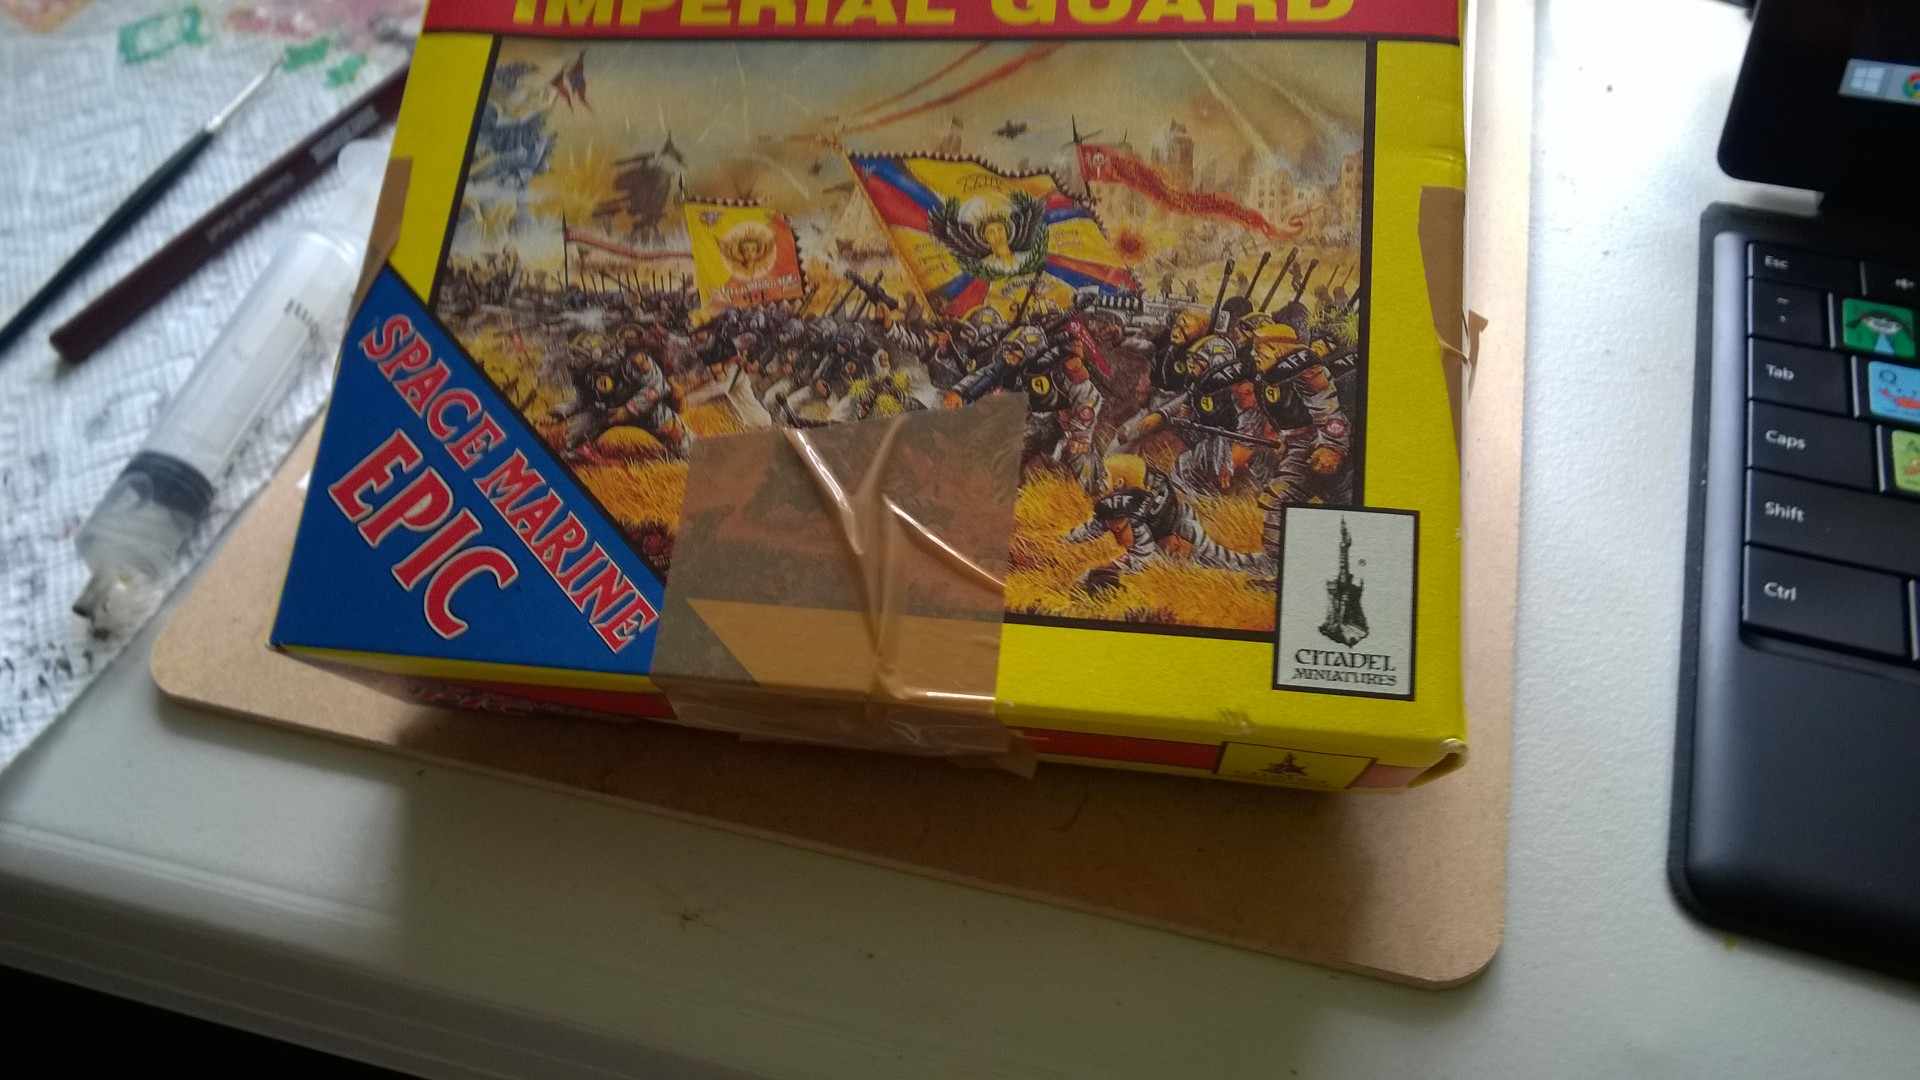 IMPERIAL GUARD
SPACE MARINE
EPIC
CITADEL
MINIATURES
Esc
Tab
Q
Caps
Shift
Ctrl